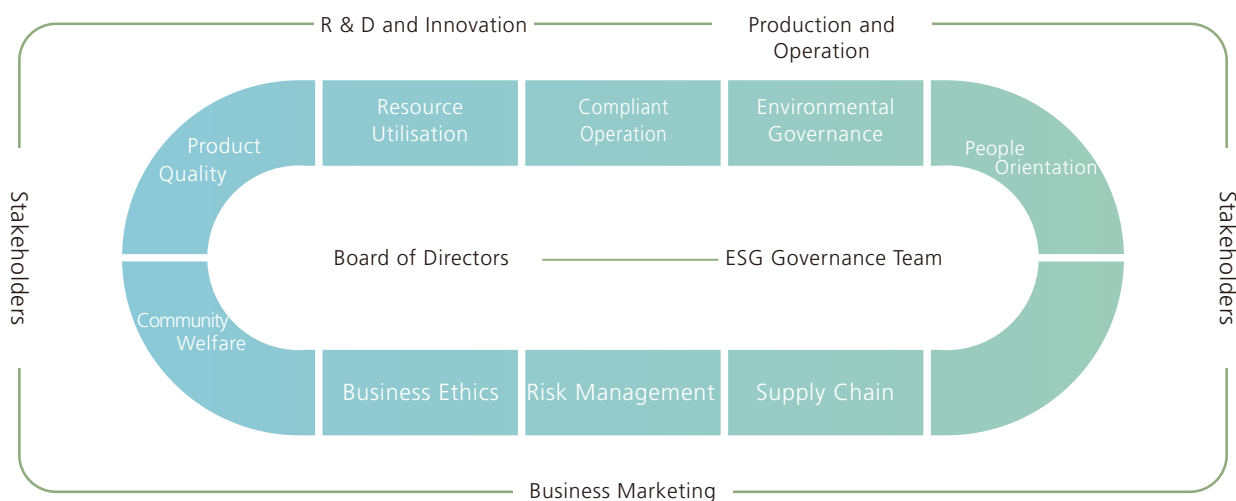 R & D and Innovation
Production and
Operation
Resource
Utilisation
Compliant
Operation
Environmental
Governance
Product
Quality
People
Orientation
Stakeholders
Stakeholders
Board of Directors
ESG Governance Team
Community
Welfare
Business Ethics
Risk Management
Supply Chain
Business Marketing